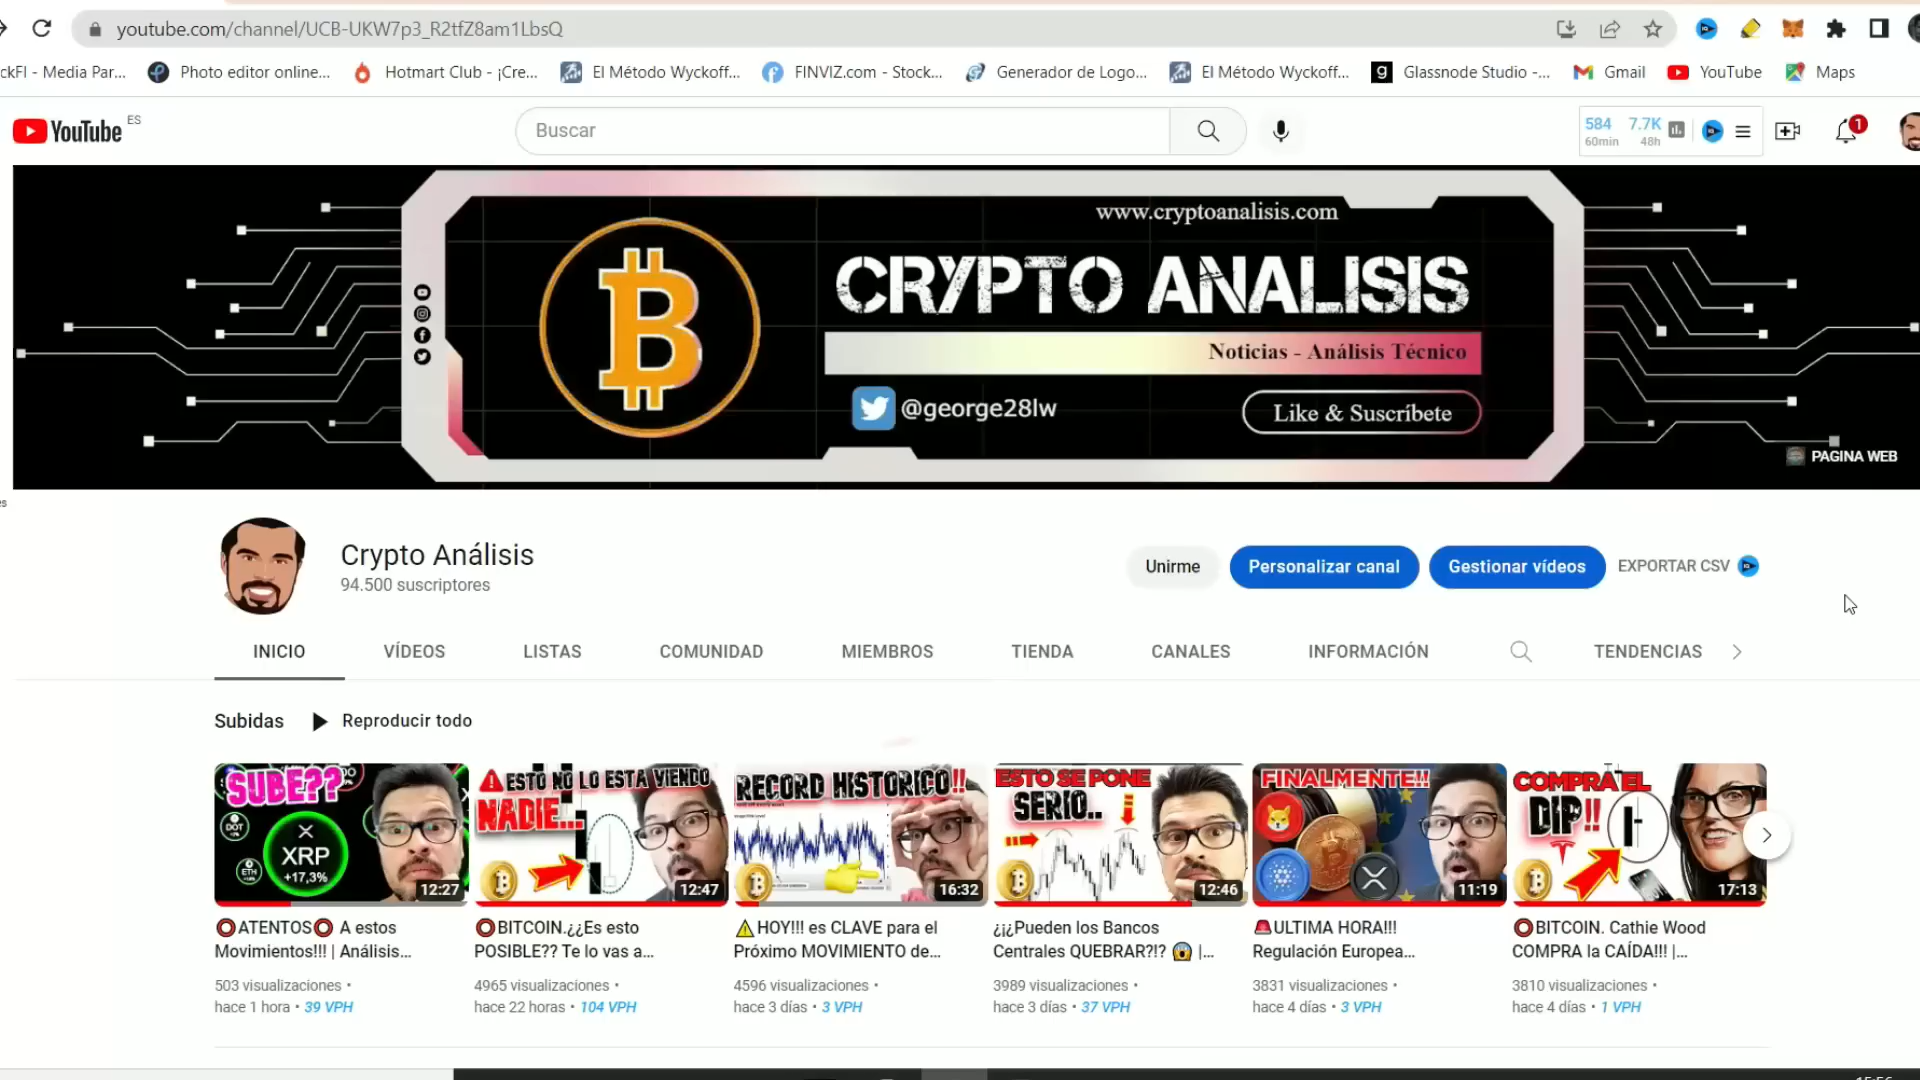 youtube.com/channel/UCB-UKW7p3_R2tfZ8am1LbsQ
ckFI - Media Par...
Photo editor online...
Hotmart Club - ¡Cre...
El Método Wyckoff...
FINVIZ.com - Stock...
Generador de Logo...
El Método Wyckoff...
g
Glassnode Studio -...
Gmail
YouTube
Maps
YouTube ES
Buscar
584
60min
7.7K
48h
1
www.cryptoanalisis.com
CRYPTO ANALISIS
Noticias - Análisis Técnico
@george28lw
Like & Suscríbete
PAGINA WEB
Crypto Análisis
94.500 suscriptores
Unirme
Personalizar canal
Gestionar vídeos
EXPORTAR CSV
INICIO
VÍDEOS
LISTAS
COMUNIDAD
MIEMBROS
TIENDA
CANALES
INFORMACIÓN
TENDENCIAS
Subidas
Reproducir todo
SUBE??
DOT
ETH
XRP
+17,3%
12:27
ESTO NO LO ESTA VIENDO
NADIE...
12:47
RECORD HISTORICO!!
16:32
ESTO SE PONE
SERIO..
12:46
FINALMENTE!!
11:19
COMPRA EL
DIP!!
17:13
⭕ATENTOS⭕ A estos
Movimientos!!! | Análisis...
503 visualizaciones •
hace 1 hora • 39 VPH
⭕BITCOIN.¿¿Es esto
POSIBLE?? Te lo vas a...
4965 visualizaciones •
hace 22 horas • 104 VPH
⚠️HOY!!! es CLAVE para el
Próximo MOVIMIENTO de...
4596 visualizaciones •
hace 3 días • 3 VPH
¿¡¿Pueden los Bancos
Centrales QUEBRAR?!? 😱 |...
3989 visualizaciones •
hace 3 días • 37 VPH
🚨ULTIMA HORA!!!
Regulación Europea...
3831 visualizaciones •
hace 4 días • 3 VPH
⭕BITCOIN. Cathie Wood
COMPRA la CAÍDA!!! |...
3810 visualizaciones •
hace 4 días • 1 VPH